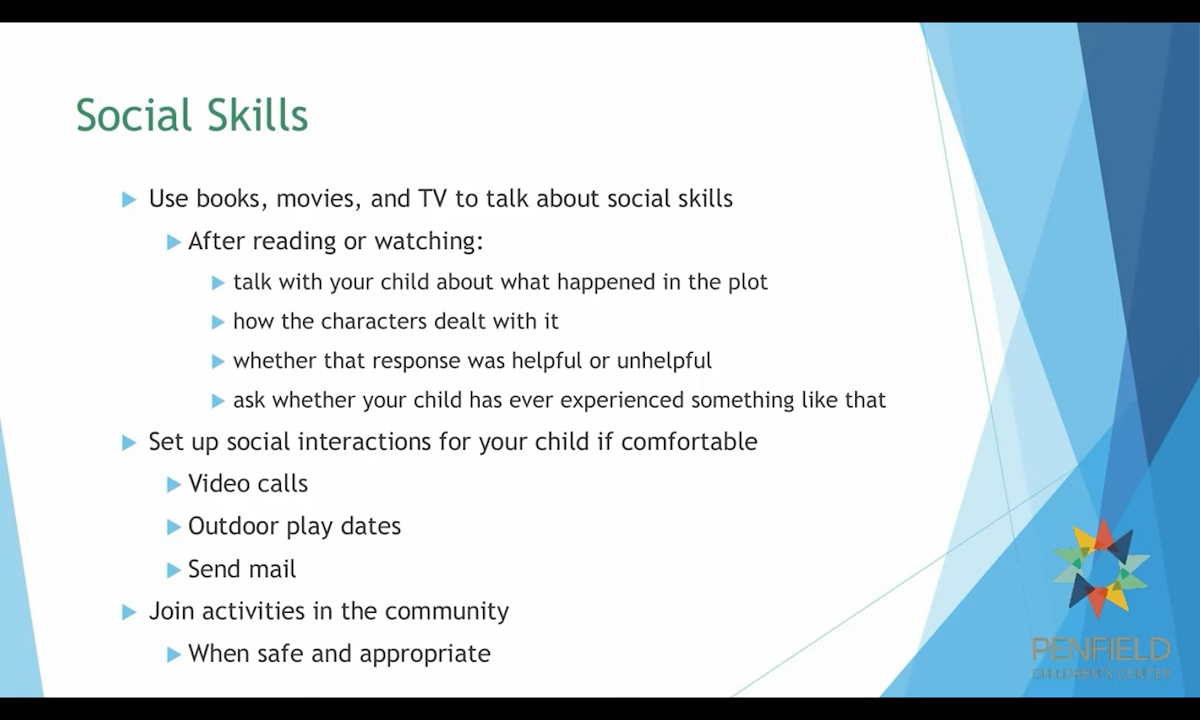 Social Skills
Use books, movies, and TV to talk about social skills
After reading or watching:
talk with your child about what happened in the plot
how the characters dealt with it
whether that response was helpful or unhelpful
ask whether your child has ever experienced something like that
Set up social interactions for your child if comfortable
Video calls
Outdoor play dates
Send mail
Join activities in the community
When safe and appropriate
PENFIELD
CHILDREN'S CENTER